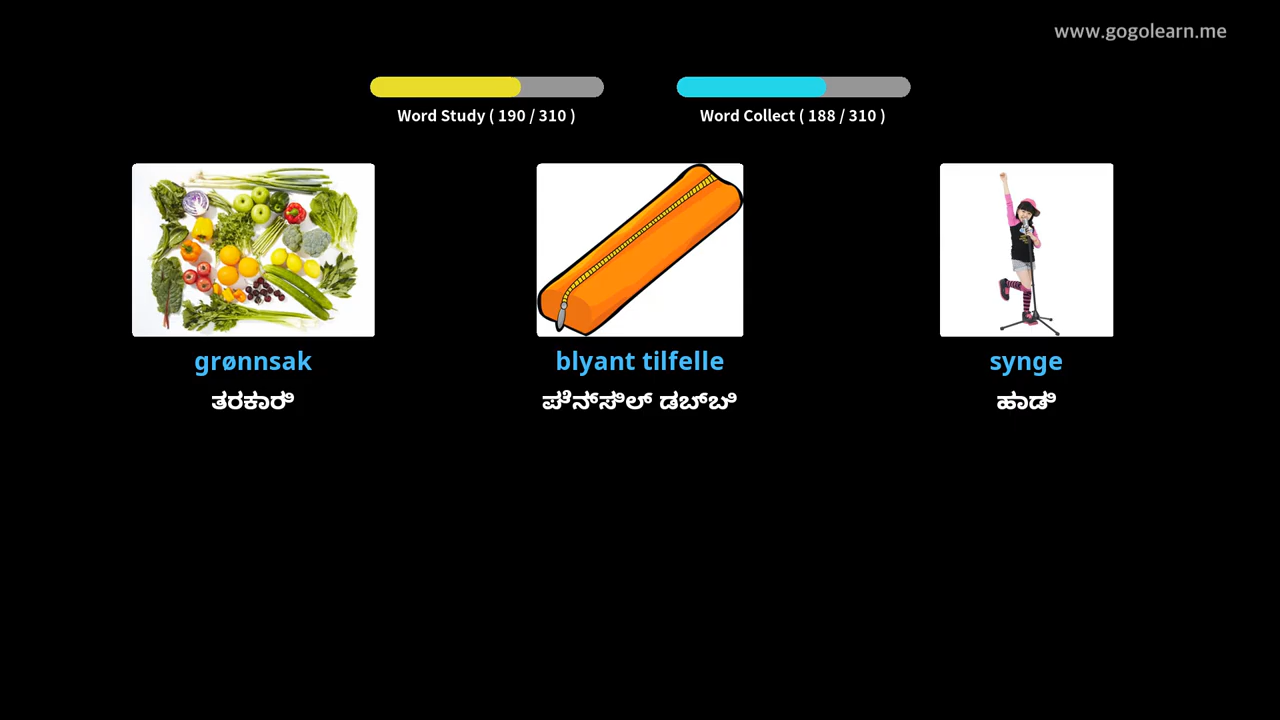 www.gogolearn.me
Word Study ( 190 / 310 )
Word Collect ( 188 / 310 )
grønnsak
blyant tilfelle
synge
ತರಕಾರಿ
ಪೆನ್ಸಿಲ್ ಡಬ್ಬಿ
ಹಾಡಿ